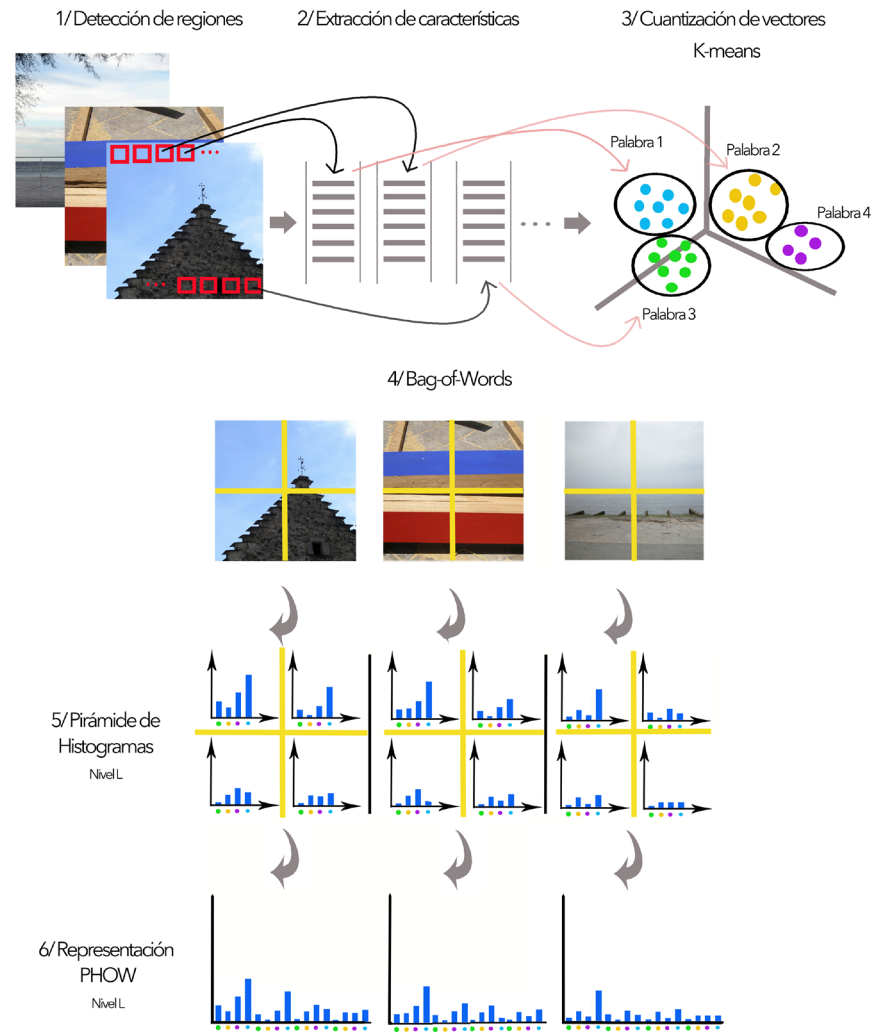 1/ Detección de regiones
2/ Extracción de características
3/ Cuantización de vectores
K-means
Palabra 1
Palabra 2
Palabra 4
Palabra 3
4/ Bag-of-Words
5/ Pirámide de
Histogramas
Nivel L
6/ Representación
PHOW
Nivel L